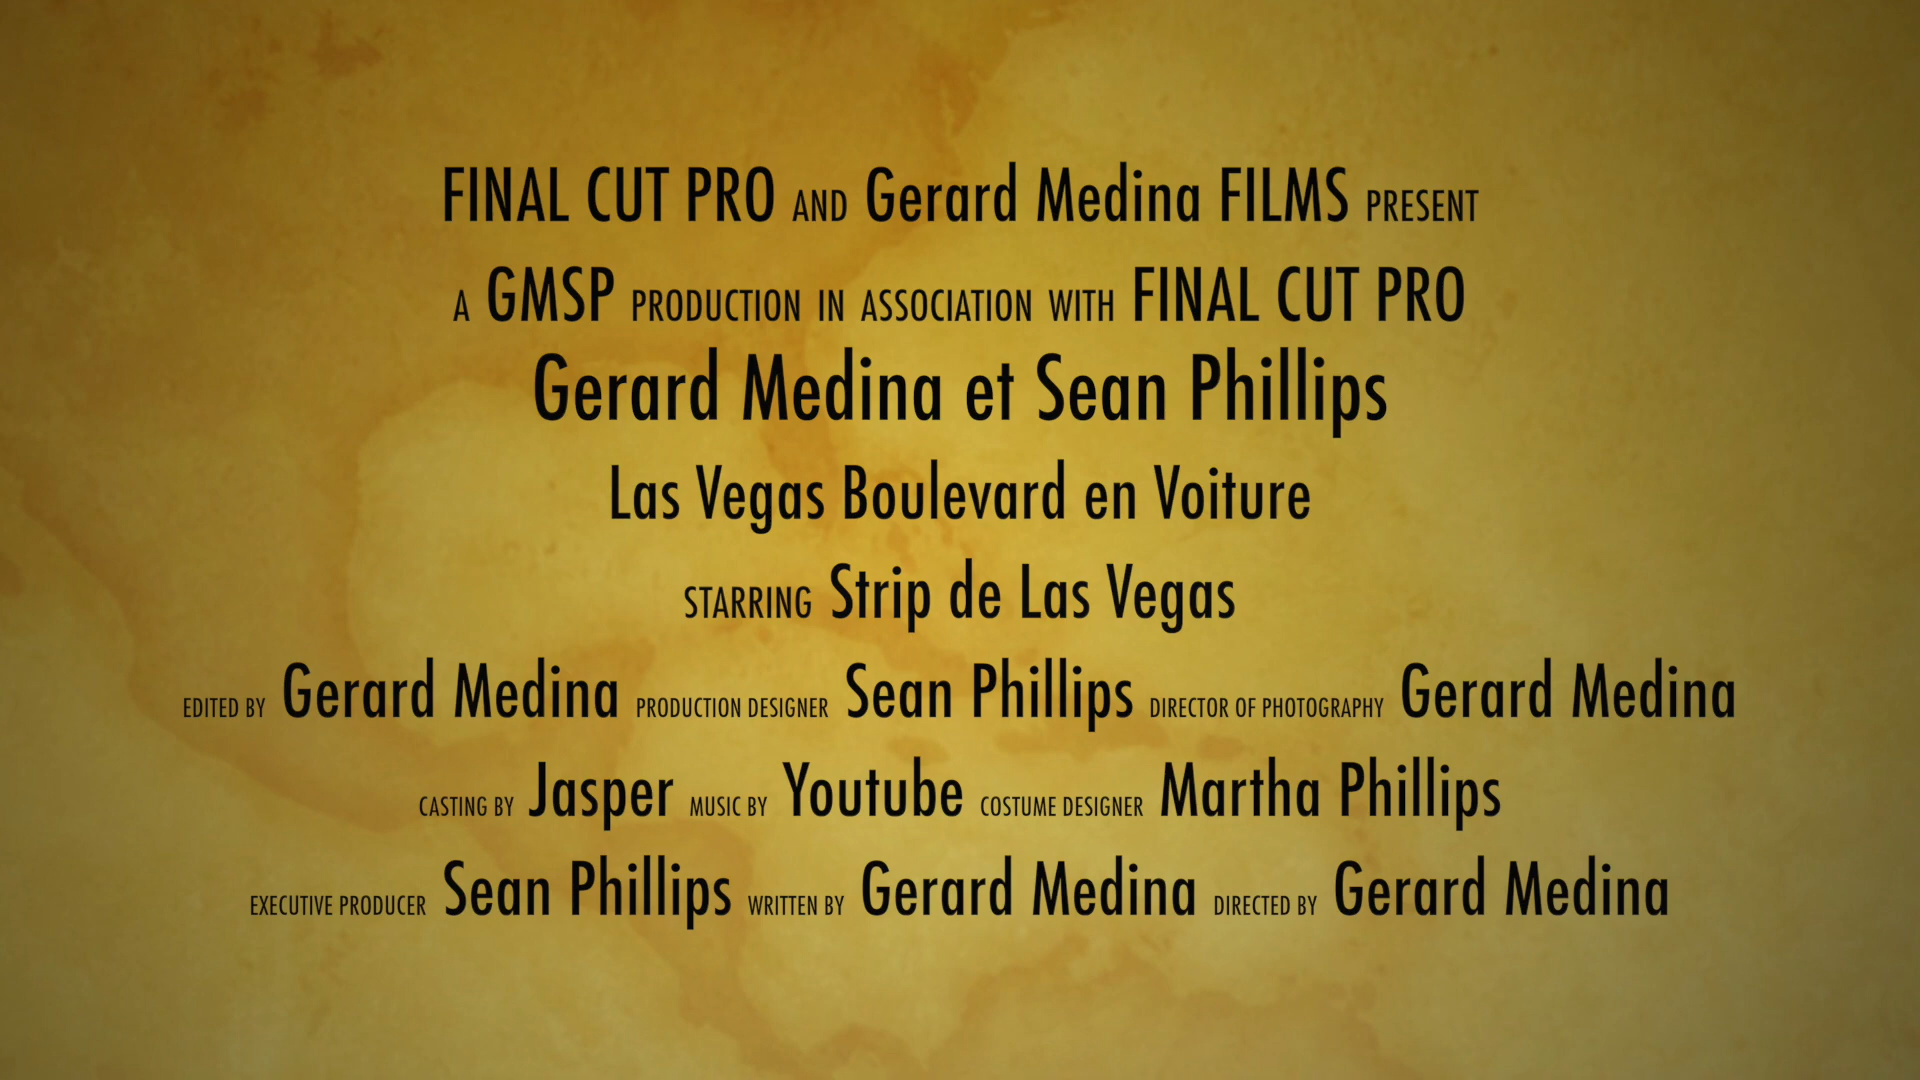 FINAL CUT PRO AND Gerard Medina FILMS PRESENT
A GMSP PRODUCTION IN ASSOCIATION WITH FINAL CUT PRO
Gerard Medina et Sean Phillips
Las Vegas Boulevard en Voiture
STARRING Strip de Las Vegas
EDITED BY Gerard Medina PRODUCTION DESIGNER Sean Phillips DIRECTOR OF PHOTOGRAPHY Gerard Medina
CASTING BY Jasper MUSIC BY Youtube COSTUME DESIGNER Martha Phillips
EXECUTIVE PRODUCER Sean Phillips WRITTEN BY Gerard Medina DIRECTED BY Gerard Medina